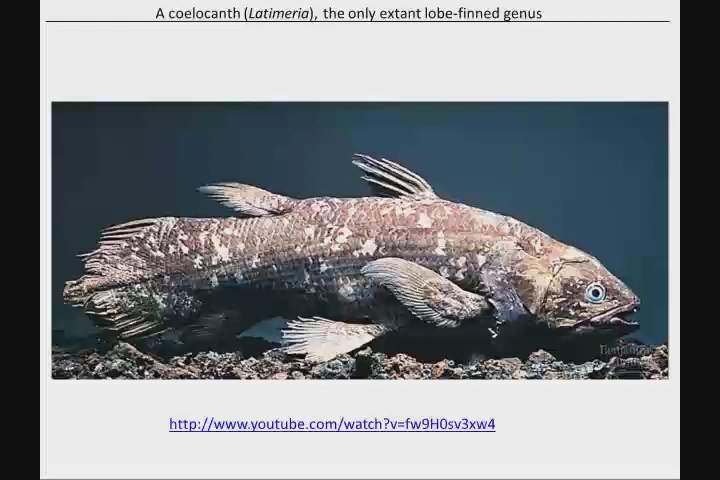 A coelocanth (Latimeria), the only extant lobe-finned genus
http://www.youtube.com/watch?v=fw9H0sv3xw4